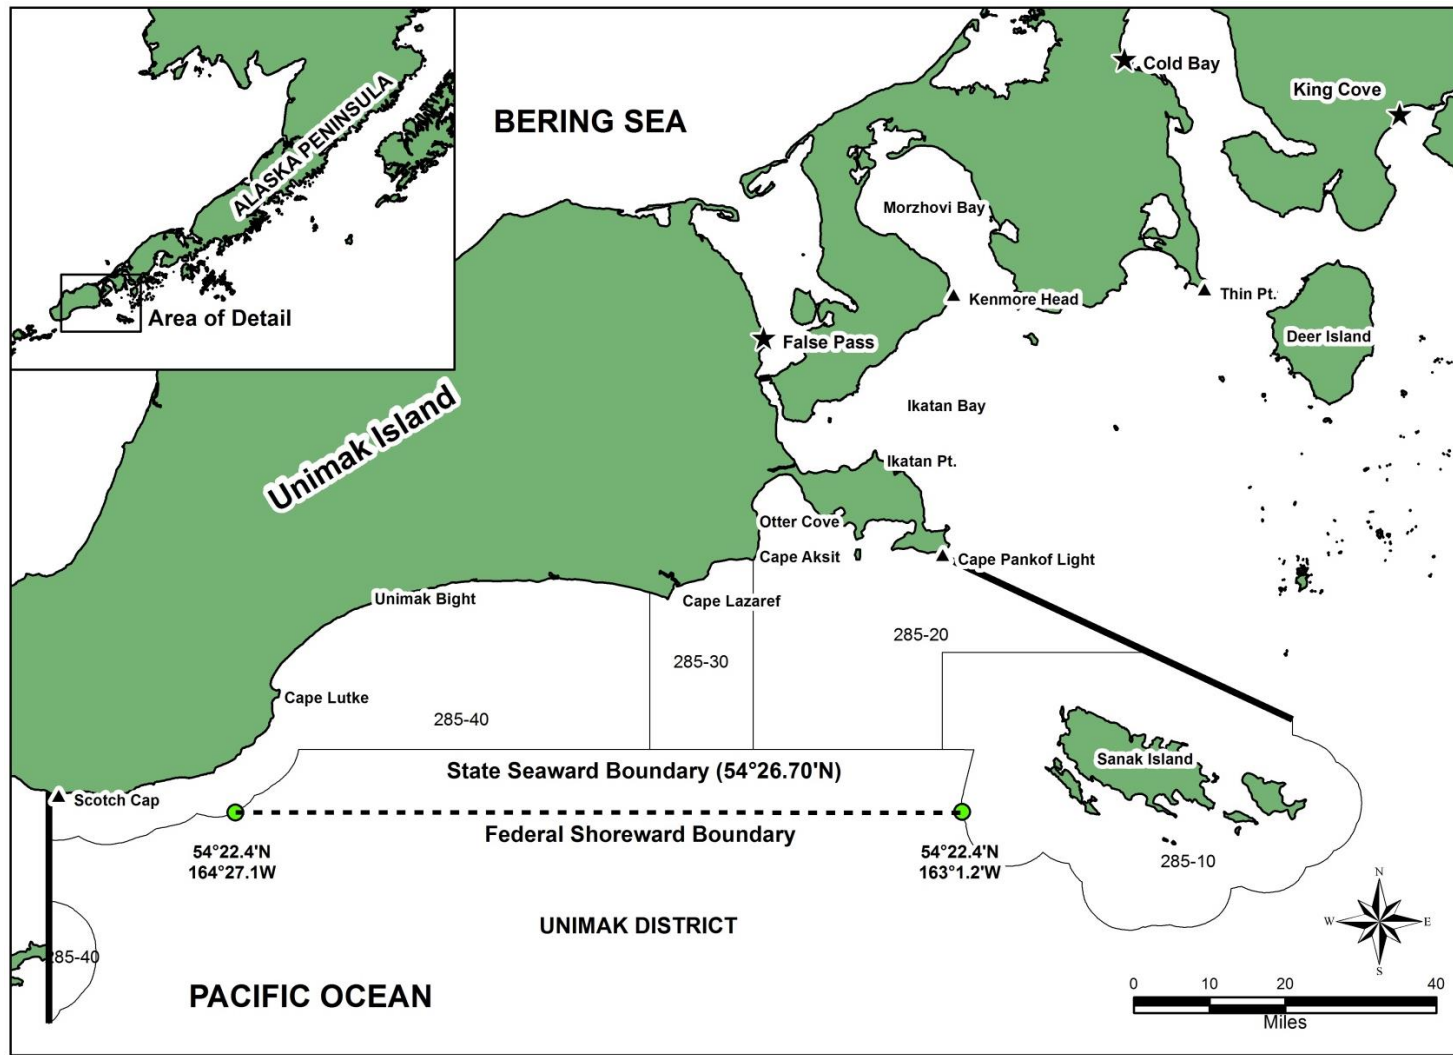 BERING SEA
Cold Bay
King Cove
ALASKA PENINSULA
Area of Detail
Morzhovi Bay
Kenmore Head
Thin Pt.
Deer Island
False Pass
Ikatan Bay
Unimak Island
Ikatan Pt.
Otter Cove
Cape Aksit
Cape Pankof Light
Unimak Bight
Cape Lazaref
285-20
285-30
Cape Lutke
285-40
Sanak Island
State Seaward Boundary (54°26.70'N)
Scotch Cap
Federal Shoreward Boundary
54°22.4'N
164°27.1W
54°22.4'N
163°1.2'W
285-10
UNIMAK DISTRICT
285-40
PACIFIC OCEAN
N
W
E
S
0 10 20 40
Miles